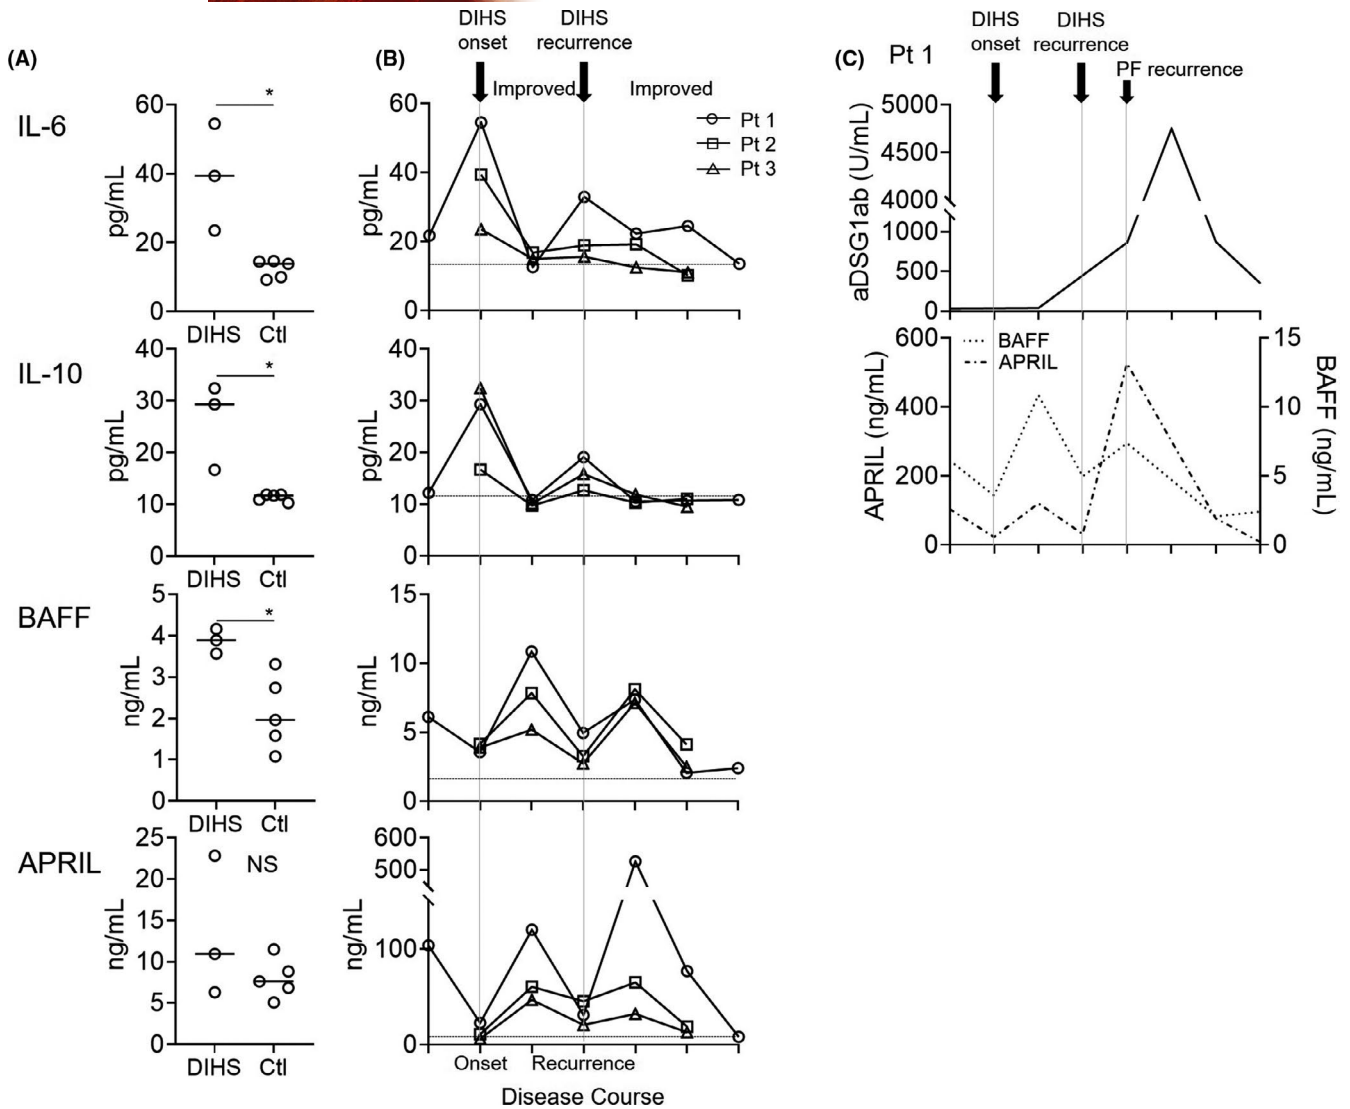 (A)
IL-6
pg/mL
60
40
20
0
*
DIHS Ctl
IL-10
pg/mL
40
30
20
10
0
*
DIHS Ctl
BAFF
ng/mL
5
4
3
2
1
0
*
DIHS Ctl
APRIL
ng/mL
25
20
15
10
5
0
NS
DIHS Ctl
(B)
DIHS
onset
DIHS
recurrence
Improved
Improved
Pt 1
Pt 2
Pt 3
pg/mL
60
40
20
0
pg/mL
40
30
20
10
0
ng/mL
15
10
5
0
ng/mL
600
500
100
0
Onset
Recurrence
Disease Course
(C)
Pt 1
DIHS
onset
DIHS
recurrence
PF recurrence
aDSG1ab (U/mL)
5000
4500
4000
1000
500
0
APRIL (ng/mL)
600
400
200
0
BAFF
APRIL
15
10
5
0
BAFF (ng/mL)